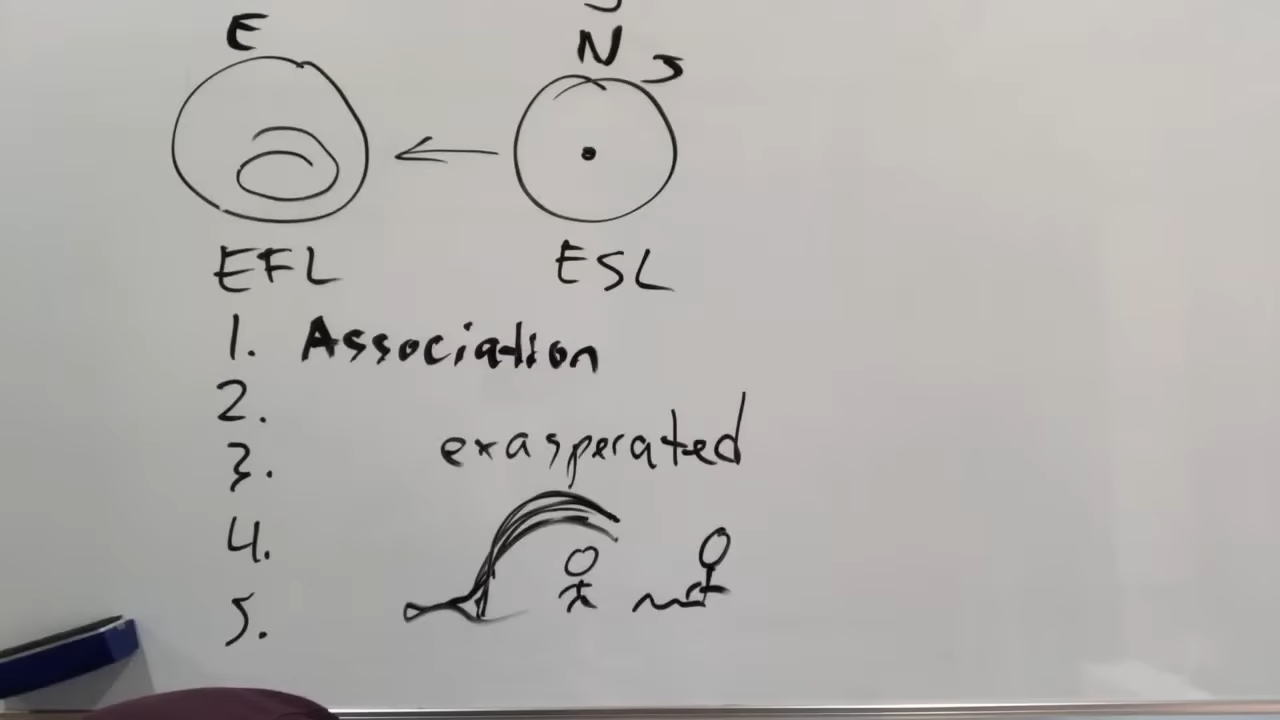 E
N
EFL
ESL
1. Association
2.
3.
exasperated
4.
5.